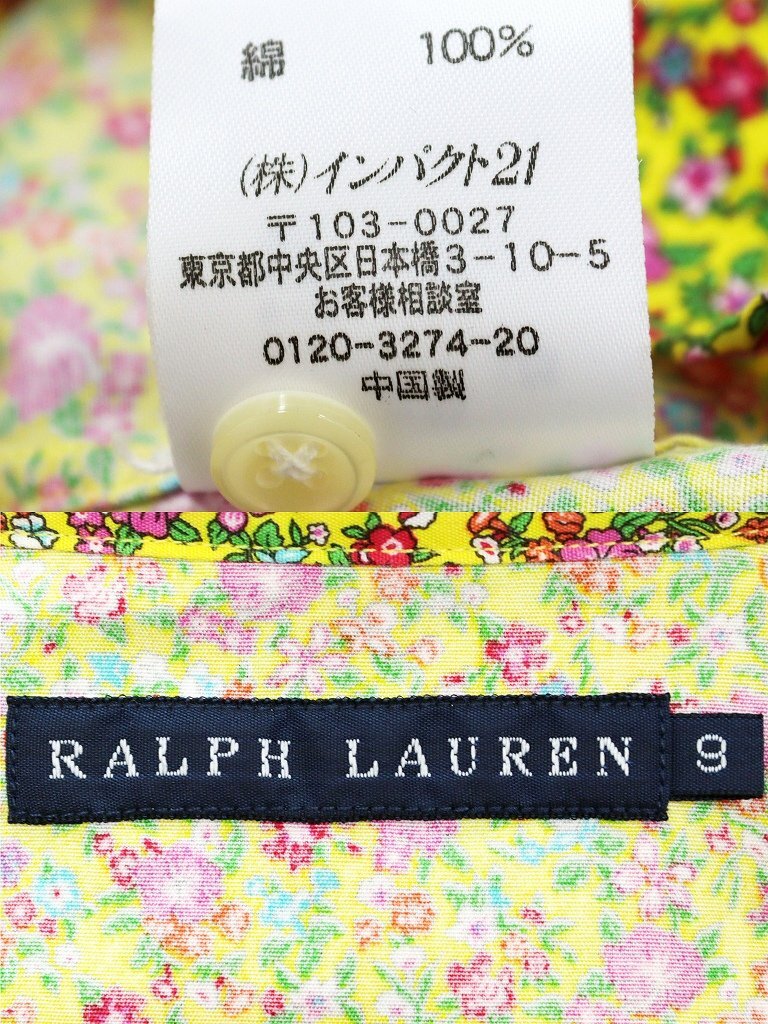 綿 100%
(株)インパクト21
〒103-0027
東京都中央区日本橋3-10-5
お客様相談室
0120-3274-20
中国製
RALPH LAUREN 9